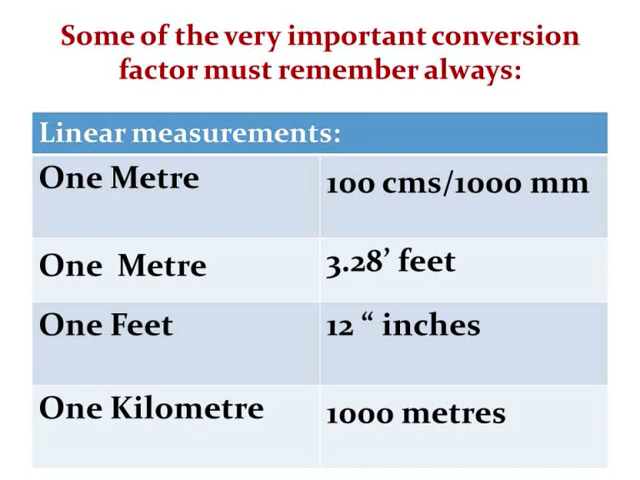 Some of the very important conversion
factor must remember always:
Linear measurements:
One Metre 100 cms/1000 mm
One Metre 3.28’ feet
One Feet 12 “ inches
One Kilometre 1000 metres